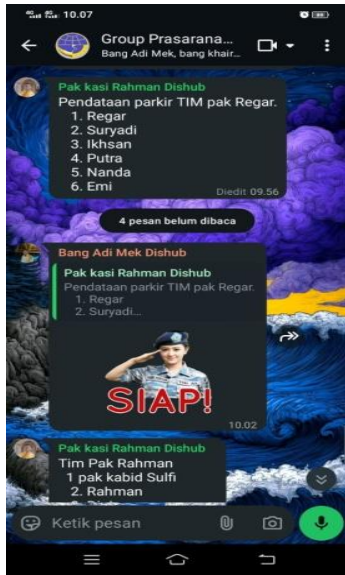 10.07
Group Prasarana...
Bang Adi Mek, bang khair...
Pak kasi Rahman Dishub
Pendataan parkir TIM pak Regar.
1. Regar
2. Suryadi
3. Ikhsan
4. Putra
5. Nanda
6. Emi
Diedit 09.56
4 pesan belum dibaca
Bang Adi Mek Dishub
Pak kasi Rahman Dishub
Pendataan parkir TIM pak Regar.
1. Regar
2. Suryadi...
SIAP!
10.02
Pak kasi Rahman Dishub
Tim Pak Rahman
1 pak kabid Sulfi
2. Rahman
Ketik pesan